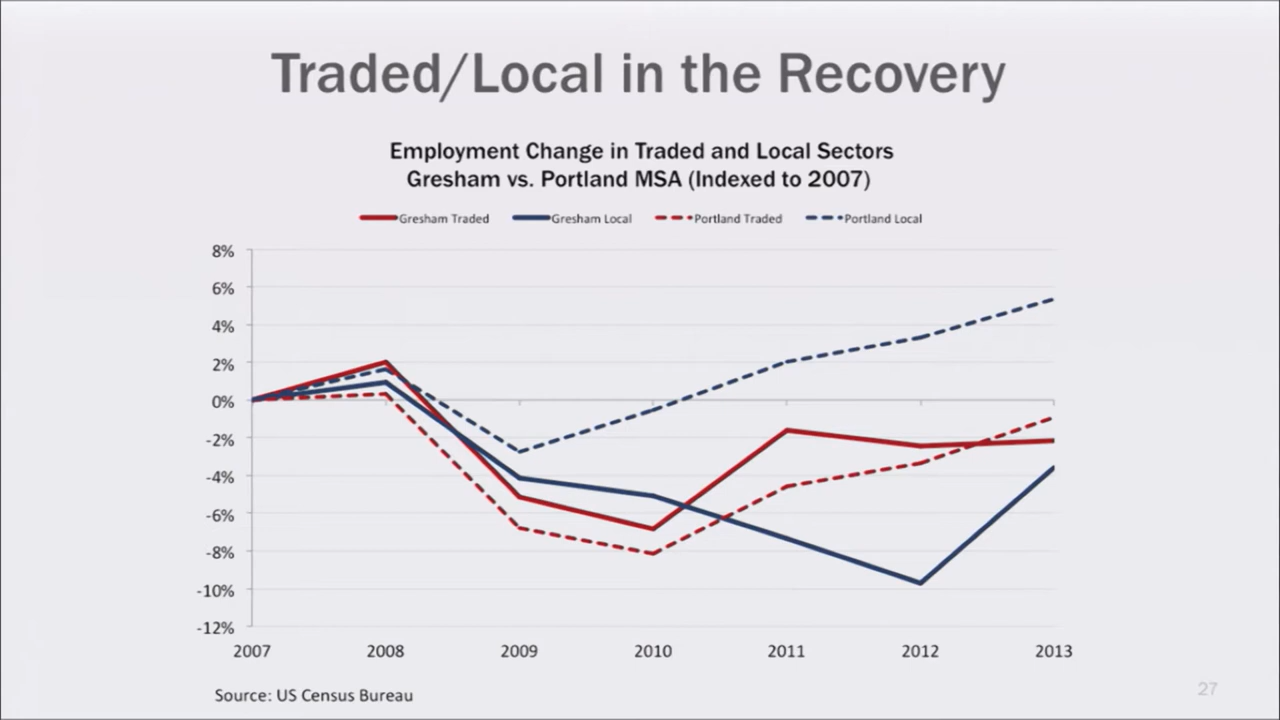 Traded/Local in the Recovery
Employment Change in Traded and Local Sectors
Gresham vs. Portland MSA (Indexed to 2007)
Gresham Traded Gresham Local Portland Traded Portland Local
8%
6%
4%
2%
0%
-2%
-4%
-6%
-8%
-10%
-12%
2007 2008 2009 2010 2011 2012 2013
Source: US Census Bureau
27